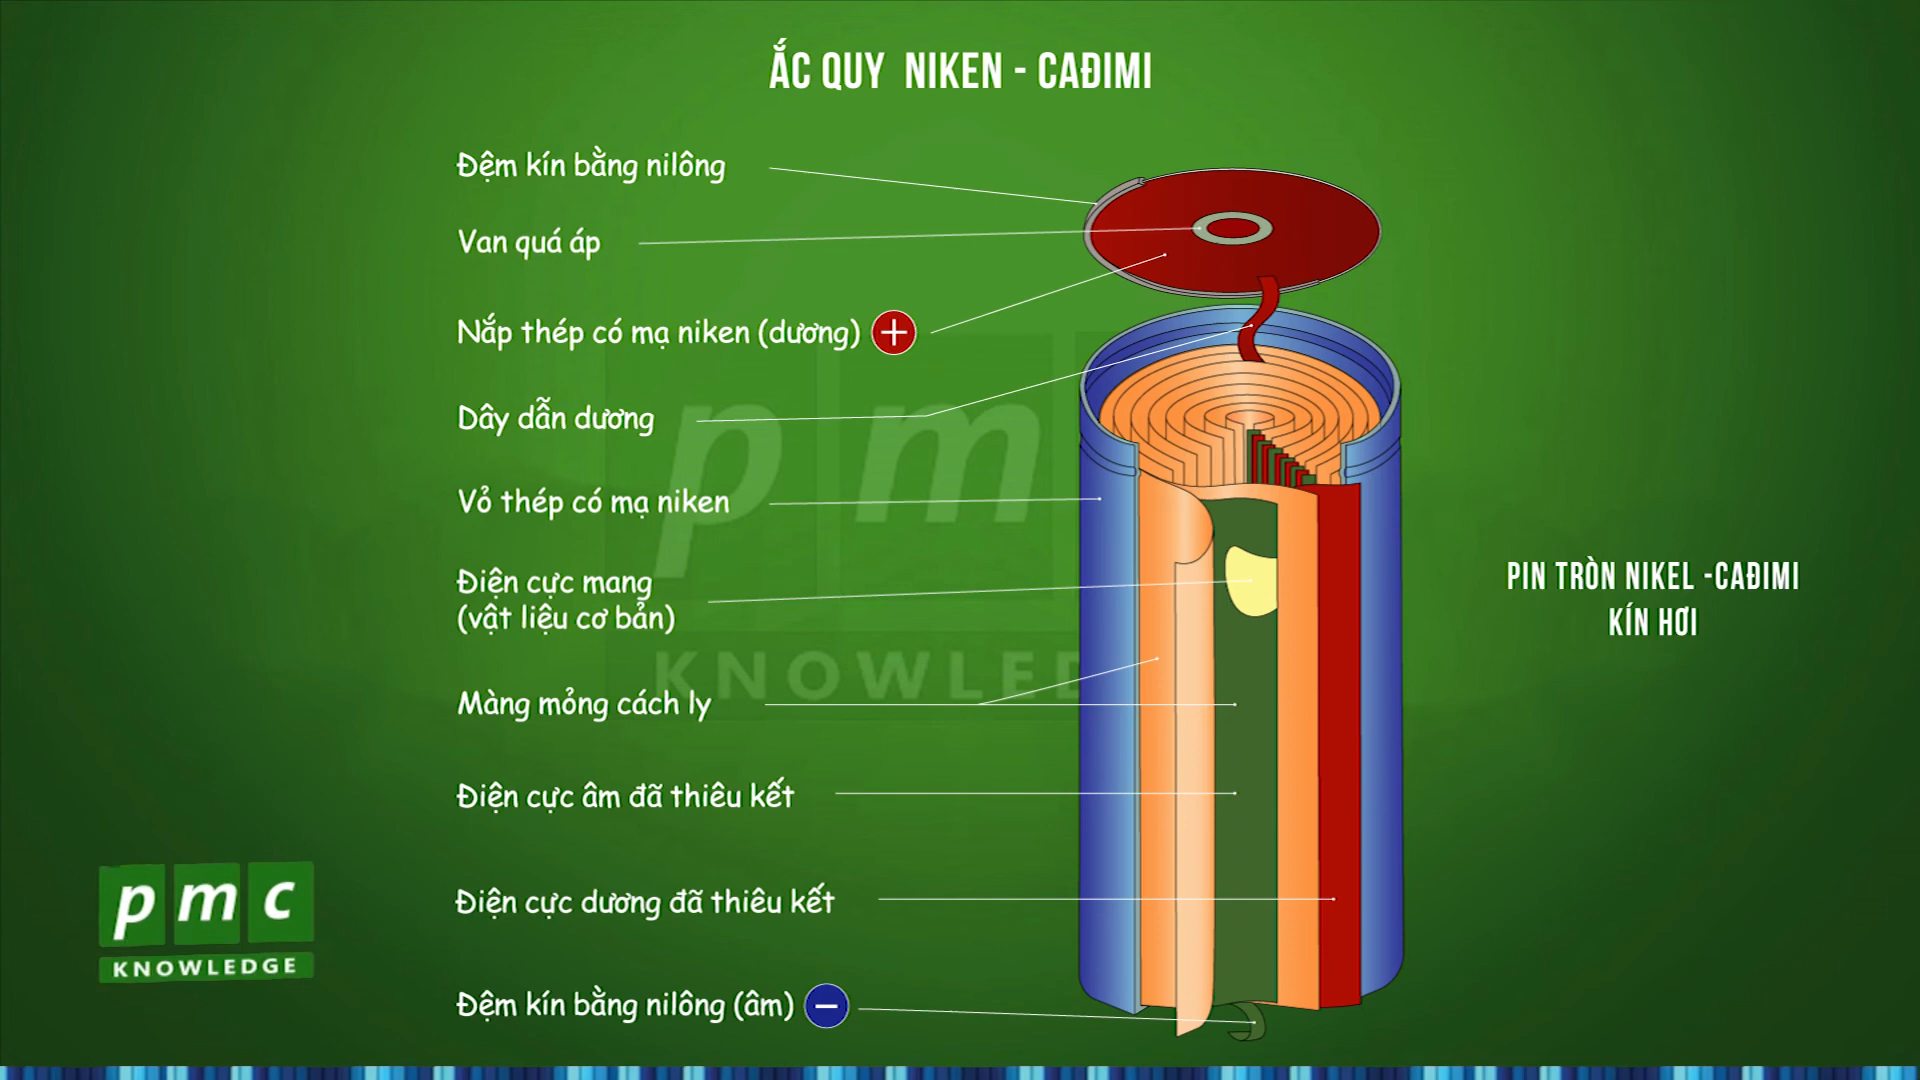 ẮC QUY NIKEN - CAĐIMI
Đệm kín bằng nilông
Van quá áp
Nắp thép có mạ niken (dương) +
Dây dẫn dương
Vỏ thép có mạ niken
Điện cực mang
(vật liệu cơ bản)
Màng mỏng cách ly
Điện cực âm đã thiêu kết
Điện cực dương đã thiêu kết
Đệm kín bằng nilông (âm) −
PIN TRÒN NIKEL -CAĐIMI
KÍN HƠI
p m
KNOWLED
pmc
KNOWLEDGE